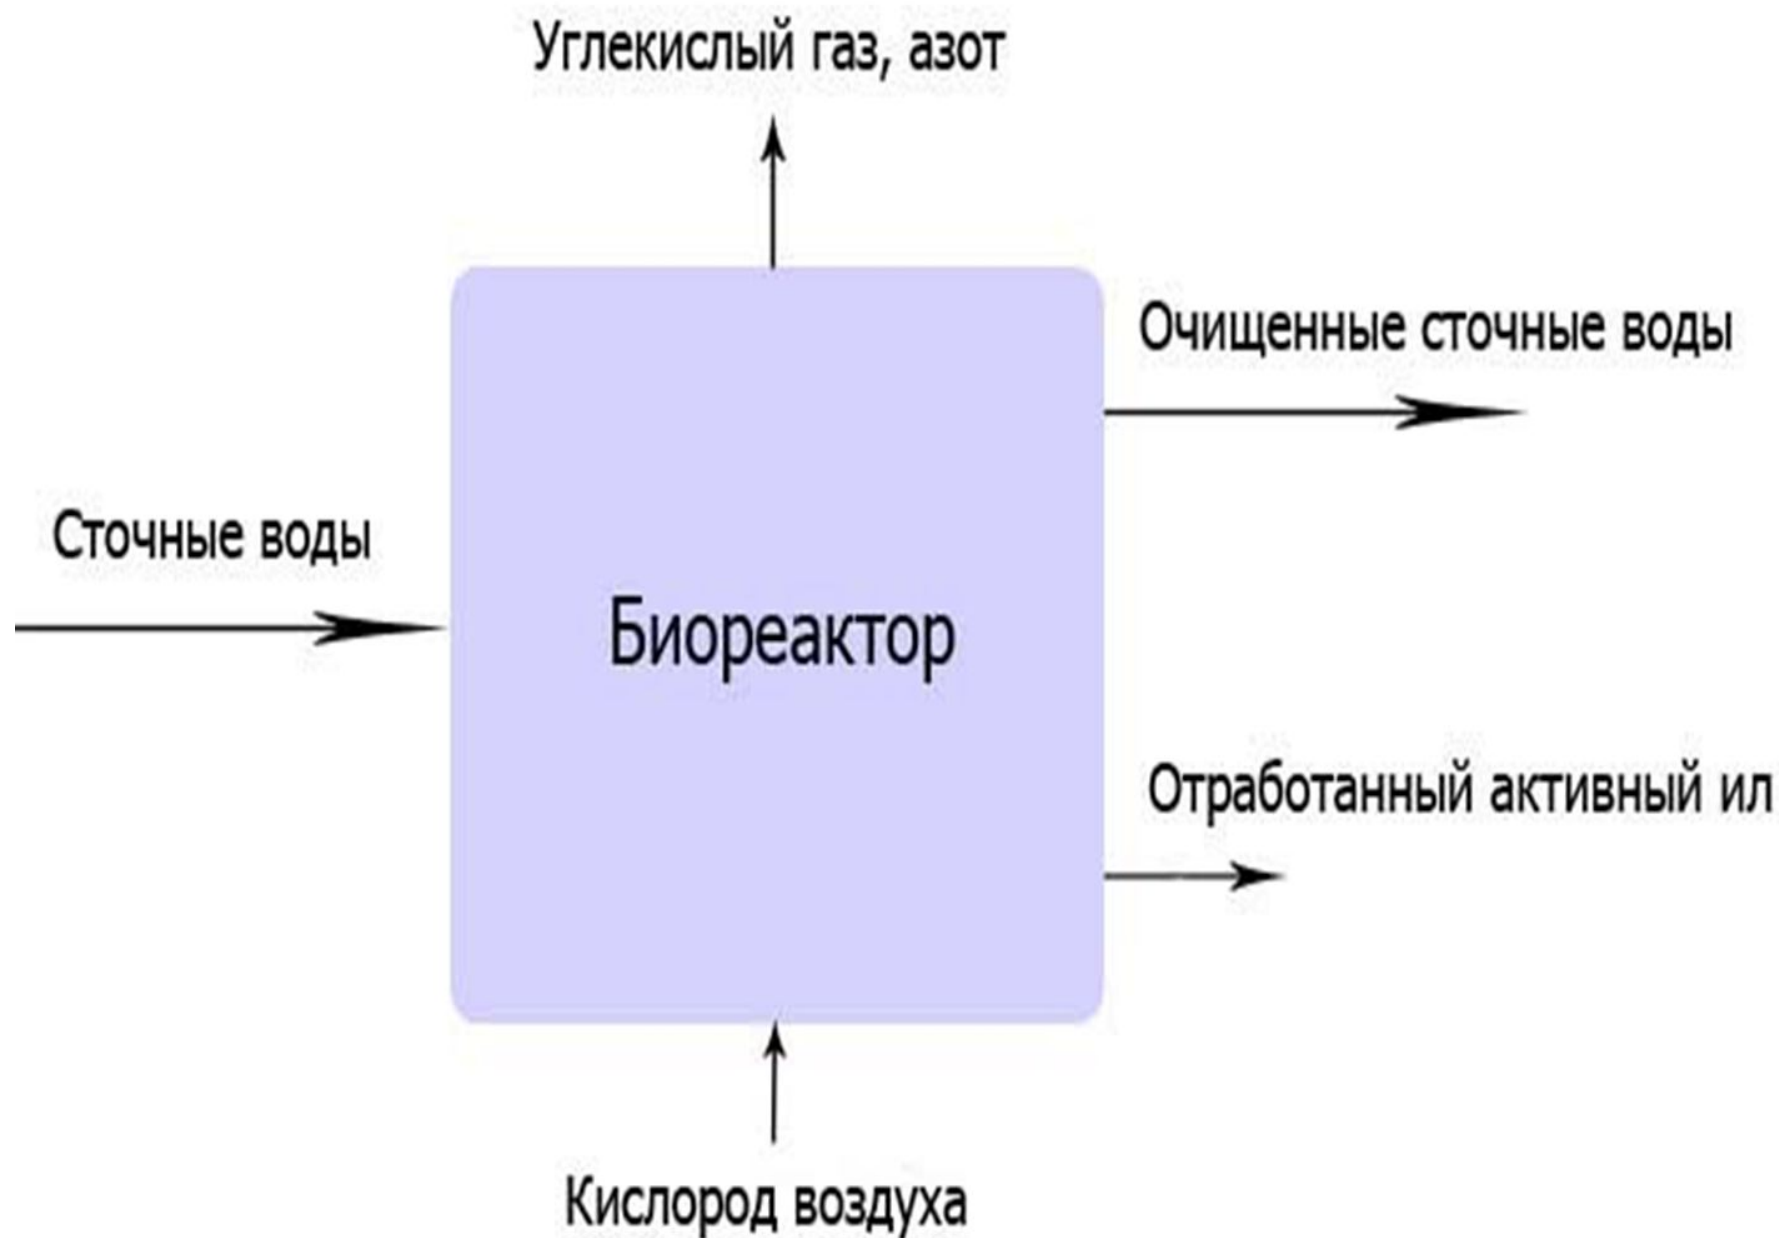 Углекислый газ, азот
Очищенные сточные воды
Сточные воды
Биореактор
Отработанный активный ил
Кислород воздуха